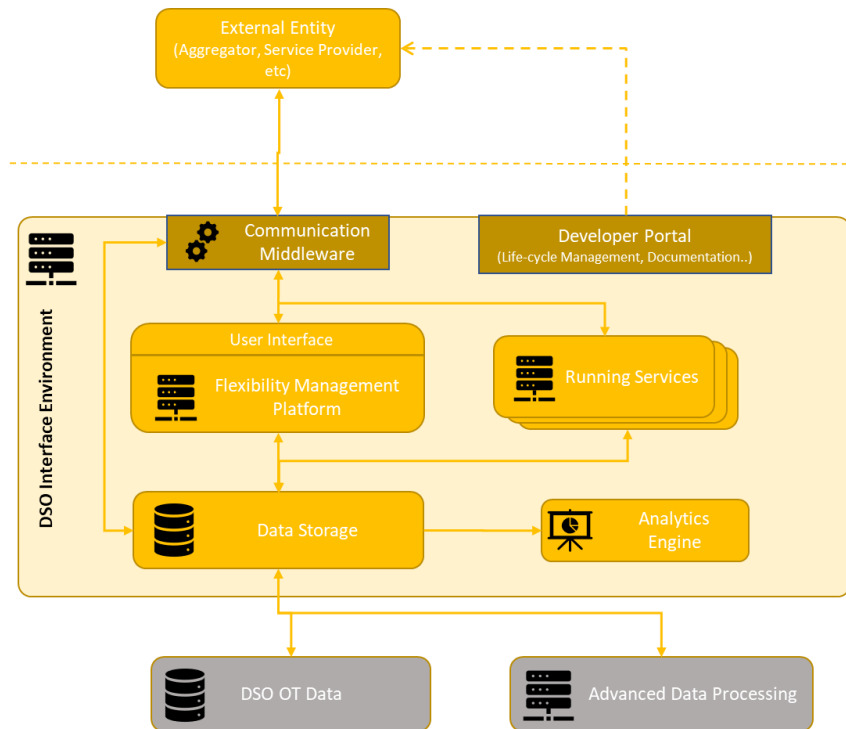 External Entity
(Aggregator, Service Provider,
etc)
Communication
Middleware
Developer Portal
(Life-cycle Management, Documentation..)
DSO Interface Environment
User Interface
Flexibility Management
Platform
Running Services
Data Storage
Analytics
Engine
DSO OT Data
Advanced Data Processing